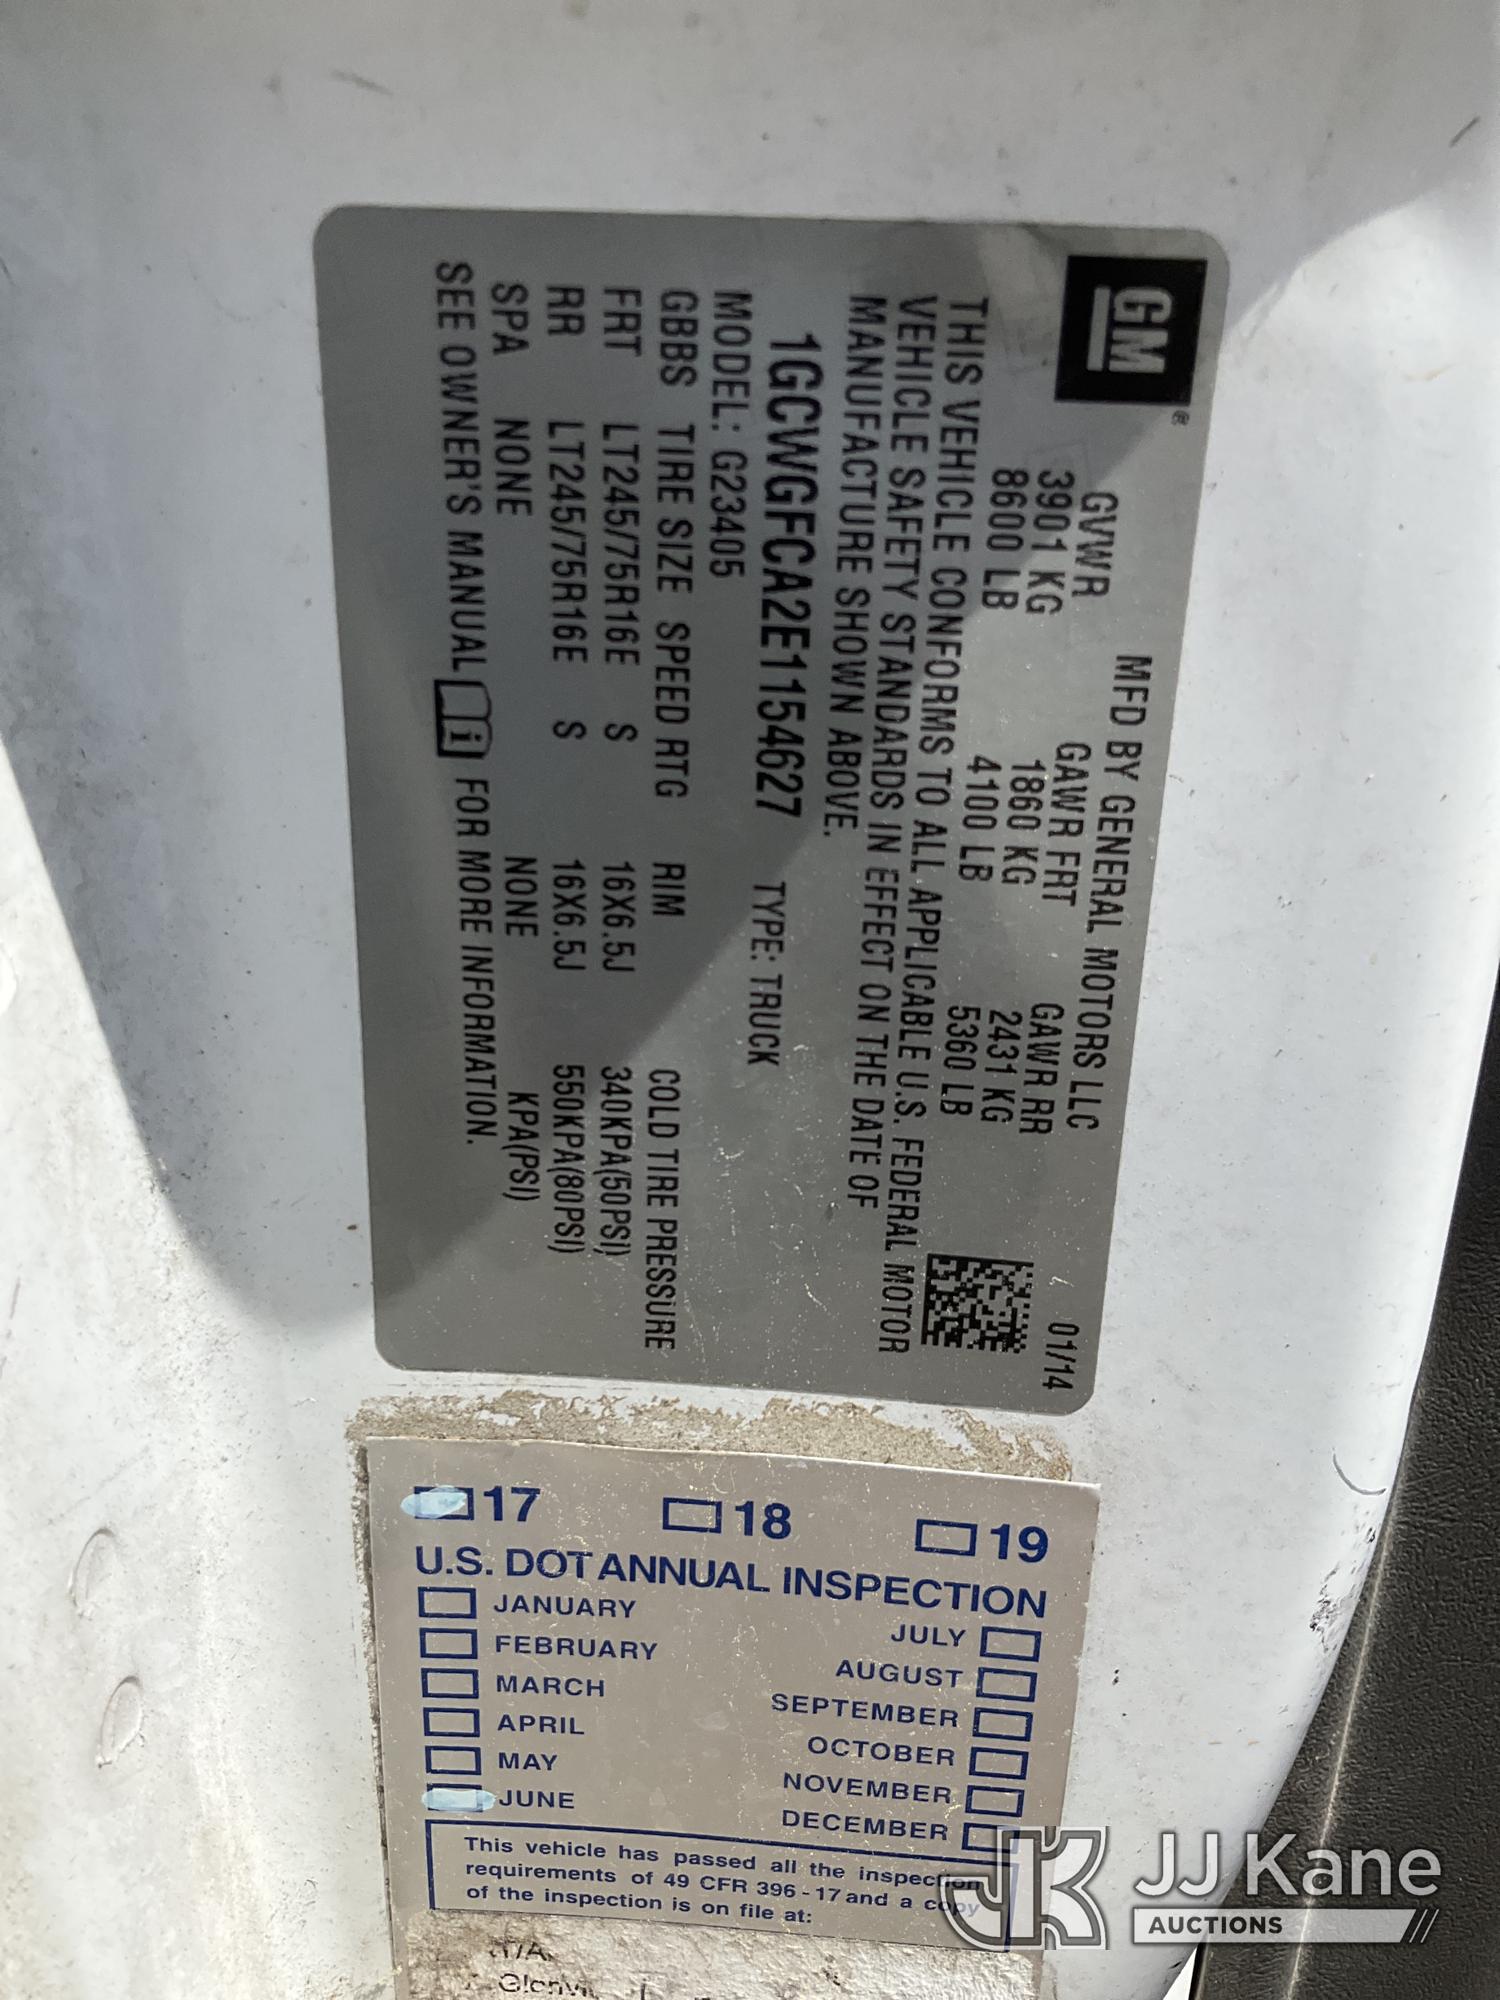 GM®
MFD BY GENERAL MOTORS LLC
01/14
GVWR GAWR FRT GAWR RR
3901 KG 1860 KG 2431 KG
8600 LB 4100 LB 5360 LB
THIS VEHICLE CONFORMS TO ALL APPLICABLE U.S. FEDERAL MOTOR
VEHICLE SAFETY STANDARDS IN EFFECT ON THE DATE OF
MANUFACTURE SHOWN ABOVE.
1GCWGFCA2E1154627 TYPE: TRUCK
MODEL: G23405
GBBS TIRE SIZE SPEED RTG RIM COLD TIRE PRESSURE
FRT LT245/75R16E S 16X6.5J 340KPA(50PSI)
RR LT245/75R16E S 16X6.5J 550KPA(80PSI)
SPA NONE NONE KPA(PSI)
SEE OWNER'S MANUAL i FOR MORE INFORMATION.
17 18 19
U.S. DOT ANNUAL INSPECTION
JANUARY JULY
FEBRUARY AUGUST
MARCH SEPTEMBER
APRIL OCTOBER
MAY NOVEMBER
JUNE DECEMBER
This vehicle has passed all the inspection
requirements of 49 CFR 396-17 and a copy
of the inspection is on file at:
JK JJ Kane
AUCTIONS